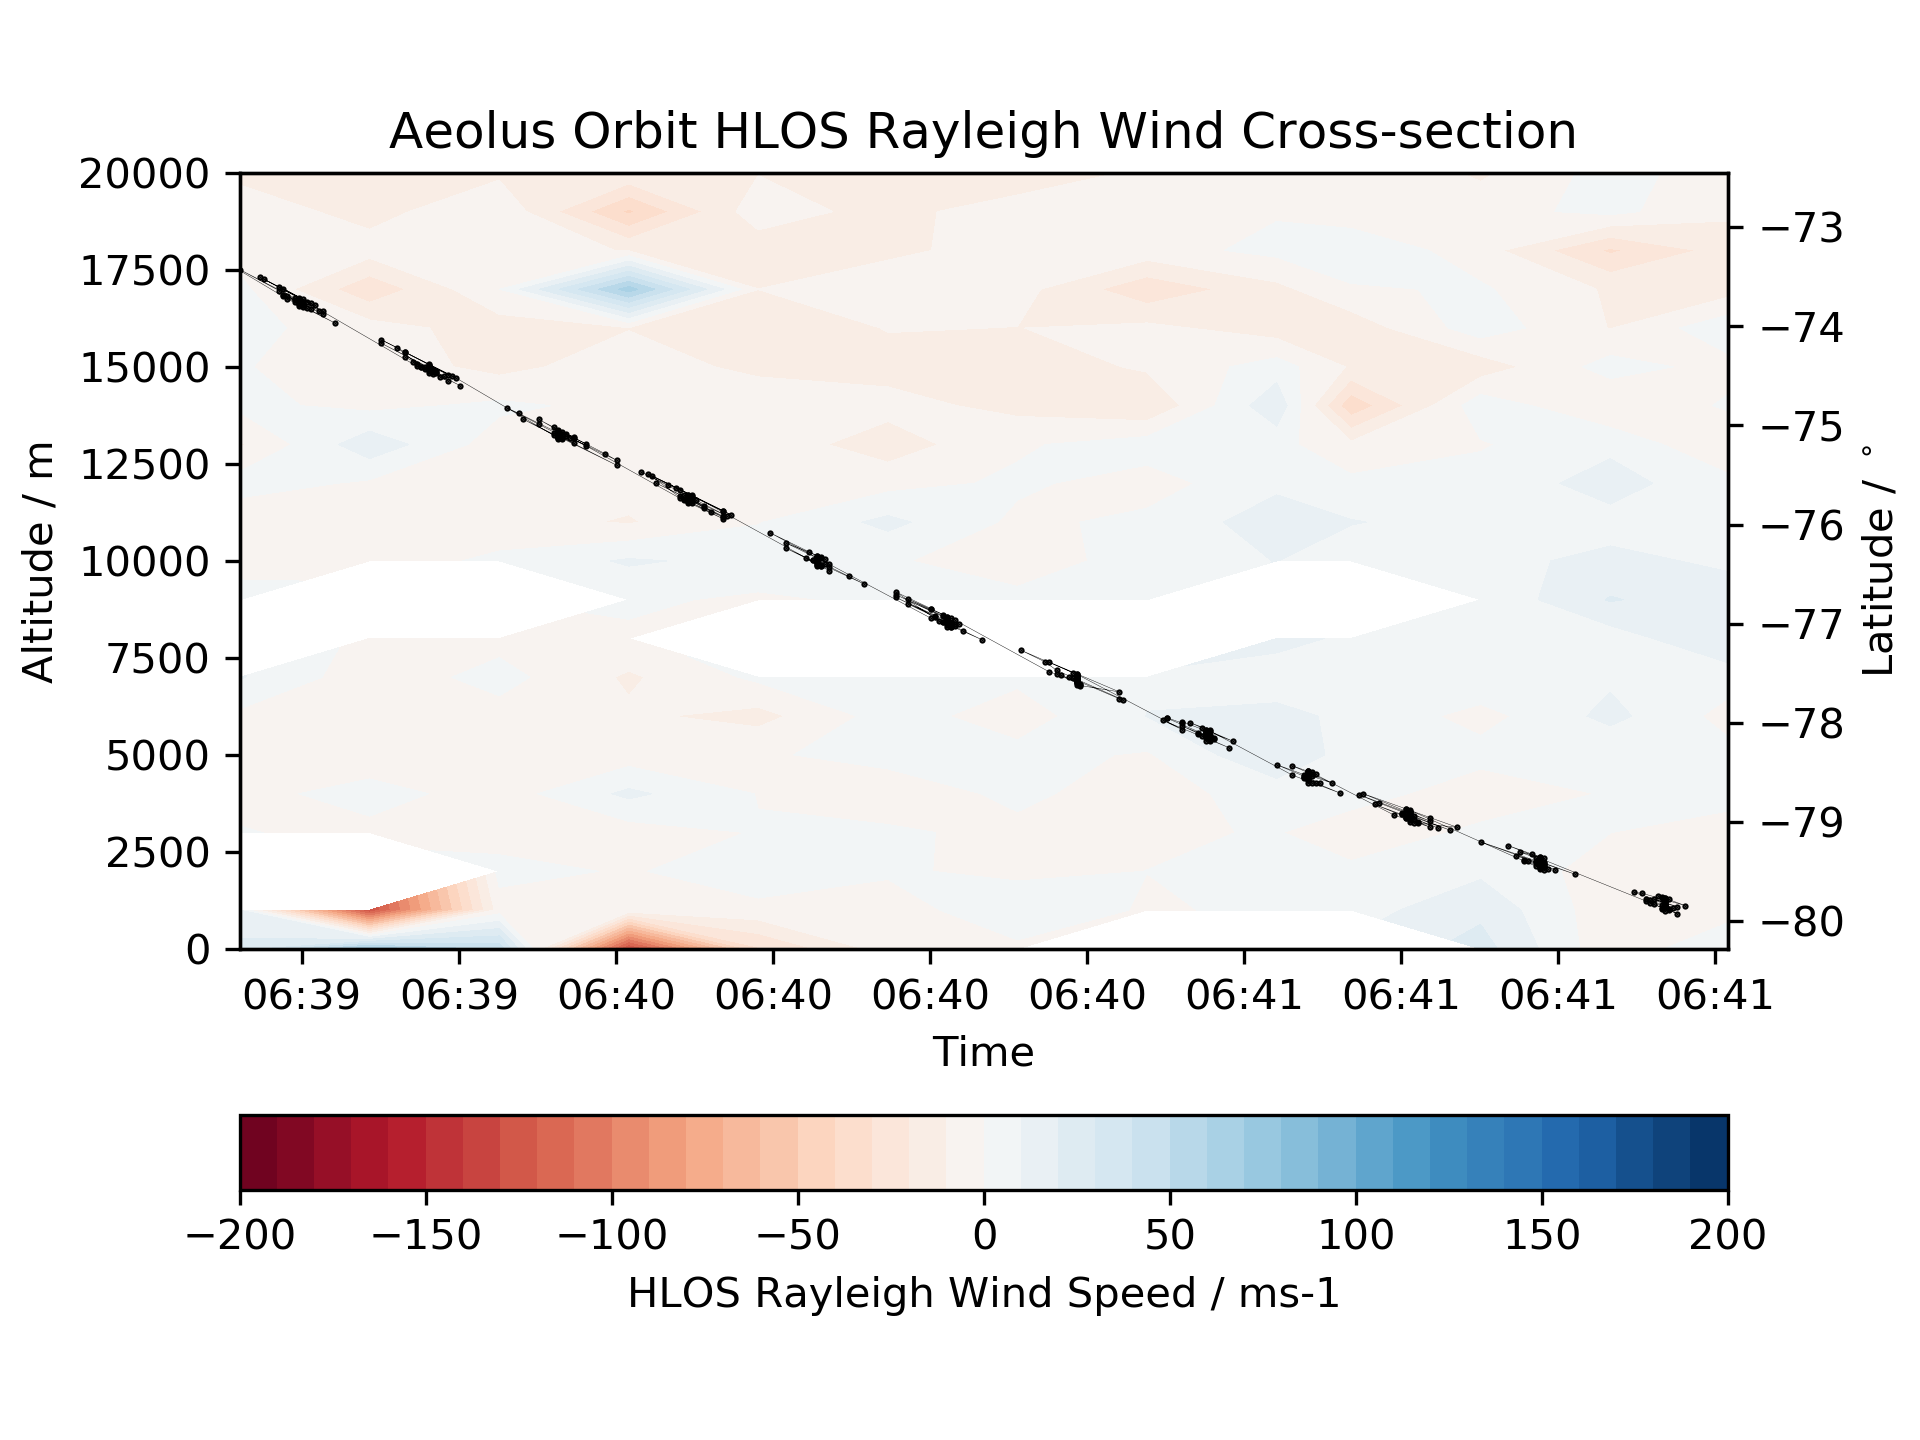 Aeolus Orbit HLOS Rayleigh Wind Cross-section
20000
17500
15000
12500
10000
7500
5000
2500
0
Altitude / m
−73
−74
−75
−76
−77
−78
−79
−80
Latitude / °
06:39 06:39 06:40 06:40 06:40 06:40 06:41 06:41 06:41 06:41
Time
−200 −150 −100 −50 0 50 100 150 200
HLOS Rayleigh Wind Speed / ms-1